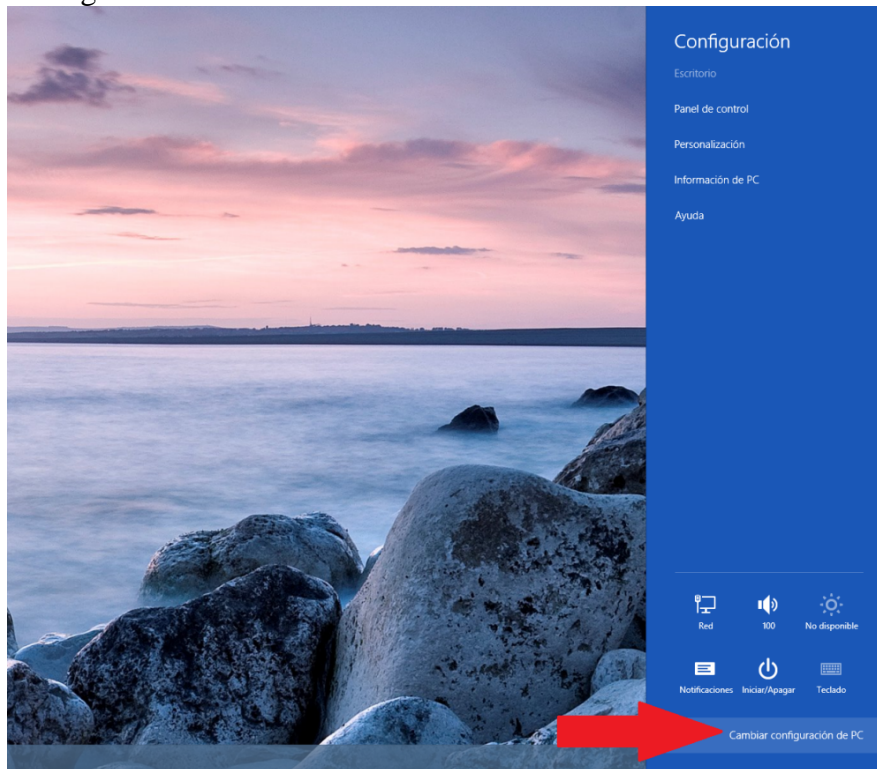 Configuración
Escritorio
Panel de control
Personalización
Información de PC
Ayuda
Red
100
No disponible
Notificaciones
Iniciar/Apagar
Teclado
Cambiar configuración de PC